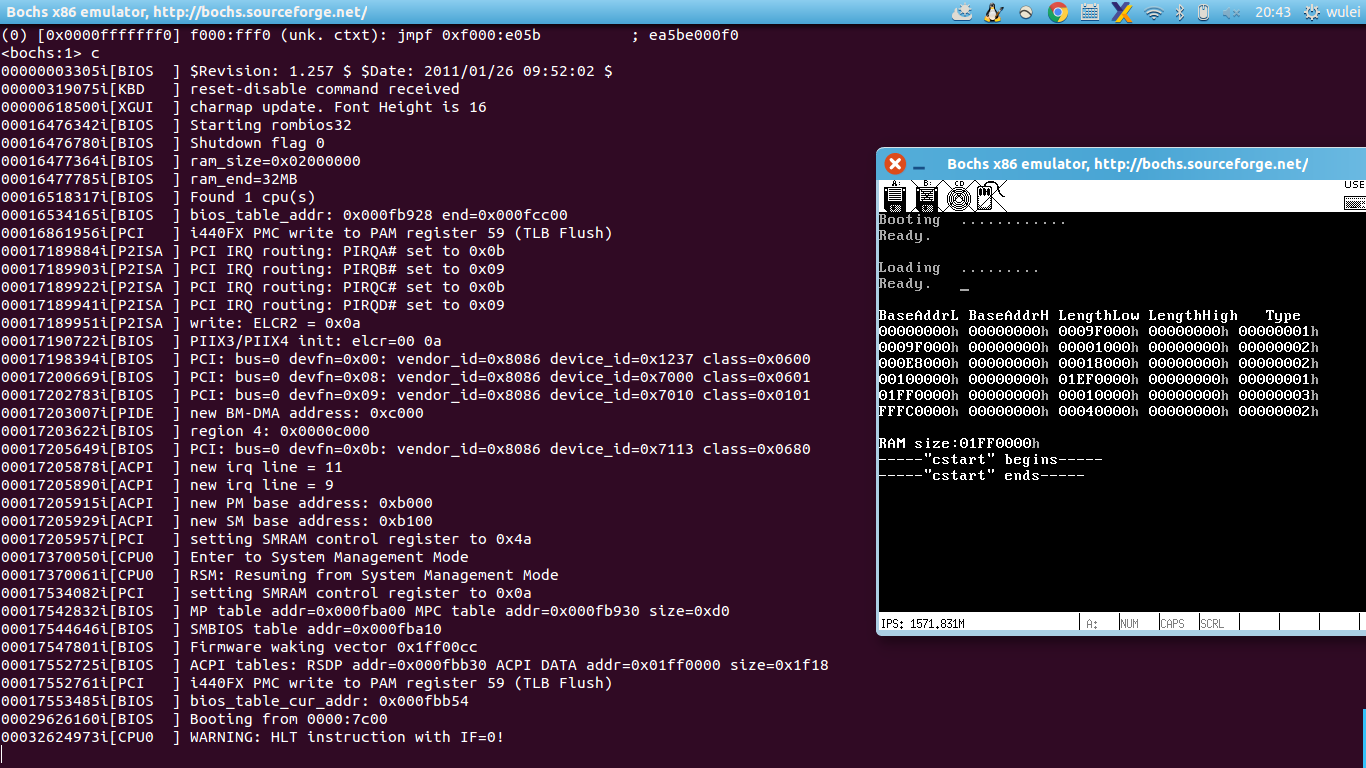 Bochs x86 emulator, http://bochs.sourceforge.net/ 20:43 wulei
(0) [0x0000fffffff0] f000:fff0 (unk. ctxt): jmpf 0xf000:e05b ; ea5be000f0
<bochs:1> c
00000003305i[BIOS ] $Revision: 1.257 $ $Date: 2011/01/26 09:52:02 $
00000319075i[KBD ] reset-disable command received
00000618500i[XGUI ] charmap update. Font Height is 16
00016476342i[BIOS ] Starting rombios32
00016476780i[BIOS ] Shutdown flag 0
00016477364i[BIOS ] ram_size=0x02000000
00016477785i[BIOS ] ram_end=32MB
00016518317i[BIOS ] Found 1 cpu(s)
00016534165i[BIOS ] bios_table_addr: 0x000fb928 end=0x000fcc00
00016861956i[PCI ] i440FX PMC write to PAM register 59 (TLB Flush)
00017189884i[P2ISA ] PCI IRQ routing: PIRQA# set to 0x0b
00017189903i[P2ISA ] PCI IRQ routing: PIRQB# set to 0x09
00017189922i[P2ISA ] PCI IRQ routing: PIRQC# set to 0x0b
00017189941i[P2ISA ] PCI IRQ routing: PIRQD# set to 0x09
00017189951i[P2ISA ] write: ELCR2 = 0x0a
00017190722i[BIOS ] PIIX3/PIIX4 init: elcr=00 0a
00017198394i[BIOS ] PCI: bus=0 devfn=0x00: vendor_id=0x8086 device_id=0x1237 class=0x0600
00017200669i[BIOS ] PCI: bus=0 devfn=0x08: vendor_id=0x8086 device_id=0x7000 class=0x0601
00017202783i[BIOS ] PCI: bus=0 devfn=0x09: vendor_id=0x8086 device_id=0x7010 class=0x0101
00017203007i[PIDE ] new BM-DMA address: 0xc000
00017203622i[BIOS ] region 4: 0x0000c000
00017205649i[BIOS ] PCI: bus=0 devfn=0x0b: vendor_id=0x8086 device_id=0x7113 class=0x0680
00017205878i[ACPI ] new irq line = 11
00017205890i[ACPI ] new irq line = 9
00017205915i[ACPI ] new PM base address: 0xb000
00017205929i[ACPI ] new SM base address: 0xb100
00017205957i[PCI ] setting SMRAM control register to 0x4a
00017370050i[CPU0 ] Enter to System Management Mode
00017370061i[CPU0 ] RSM: Resuming from System Management Mode
00017534082i[PCI ] setting SMRAM control register to 0x0a
00017542832i[BIOS ] MP table addr=0x000fba00 MPC table addr=0x000fb930 size=0xd0
00017544646i[BIOS ] SMBIOS table addr=0x000fba10
00017547801i[BIOS ] Firmware waking vector 0x1ff00cc
00017552725i[BIOS ] ACPI tables: RSDP addr=0x000fbb30 ACPI DATA addr=0x01ff0000 size=0x1f18
00017552761i[PCI ] i440FX PMC write to PAM register 59 (TLB Flush)
00017553485i[BIOS ] bios_table_cur_addr: 0x000fbb54
00029626160i[BIOS ] Booting from 0000:7c00
00032624973i[CPU0 ] WARNING: HLT instruction with IF=0!
Bochs x86 emulator, http://bochs.sourceforge.net/
A: B: CD USE
Booting ............
Ready.
Loading .........
Ready. _
BaseAddrL BaseAddrH LengthLow LengthHigh Type
00000000h 00000000h 0009F000h 00000000h 00000001h
0009F000h 00000000h 00001000h 00000000h 00000002h
000E8000h 00000000h 00018000h 00000000h 00000002h
00100000h 00000000h 01EF0000h 00000000h 00000001h
01FF0000h 00000000h 00010000h 00000000h 00000003h
FFFC0000h 00000000h 00040000h 00000000h 00000002h
RAM size:01FF0000h
-----"cstart" begins-----
-----"cstart" ends-----
IPS: 1571.831M A: NUM CAPS SCRL